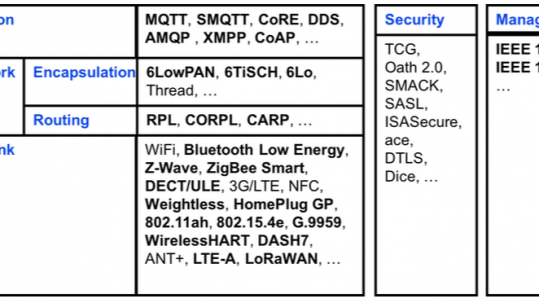 on
MQTT, SMQTT, CoRE, DDS,
AMQP , XMPP, CoAP, …
rk
Encapsulation
6LowPAN, 6TiSCH, 6Lo,
Thread, …
Routing
RPL, CORPL, CARP, …
nk
WiFi, Bluetooth Low Energy,
Z-Wave, ZigBee Smart,
DECT/ULE, 3G/LTE, NFC,
Weightless, HomePlug GP,
802.11ah, 802.15.4e, G.9959,
WirelessHART, DASH7,
ANT+, LTE-A, LoRaWAN, …
Security
TCG,
Oath 2.0,
SMACK,
SASL,
ISASecure,
ace,
DTLS,
Dice, …
Manag
IEEE 1
IEEE 1
…